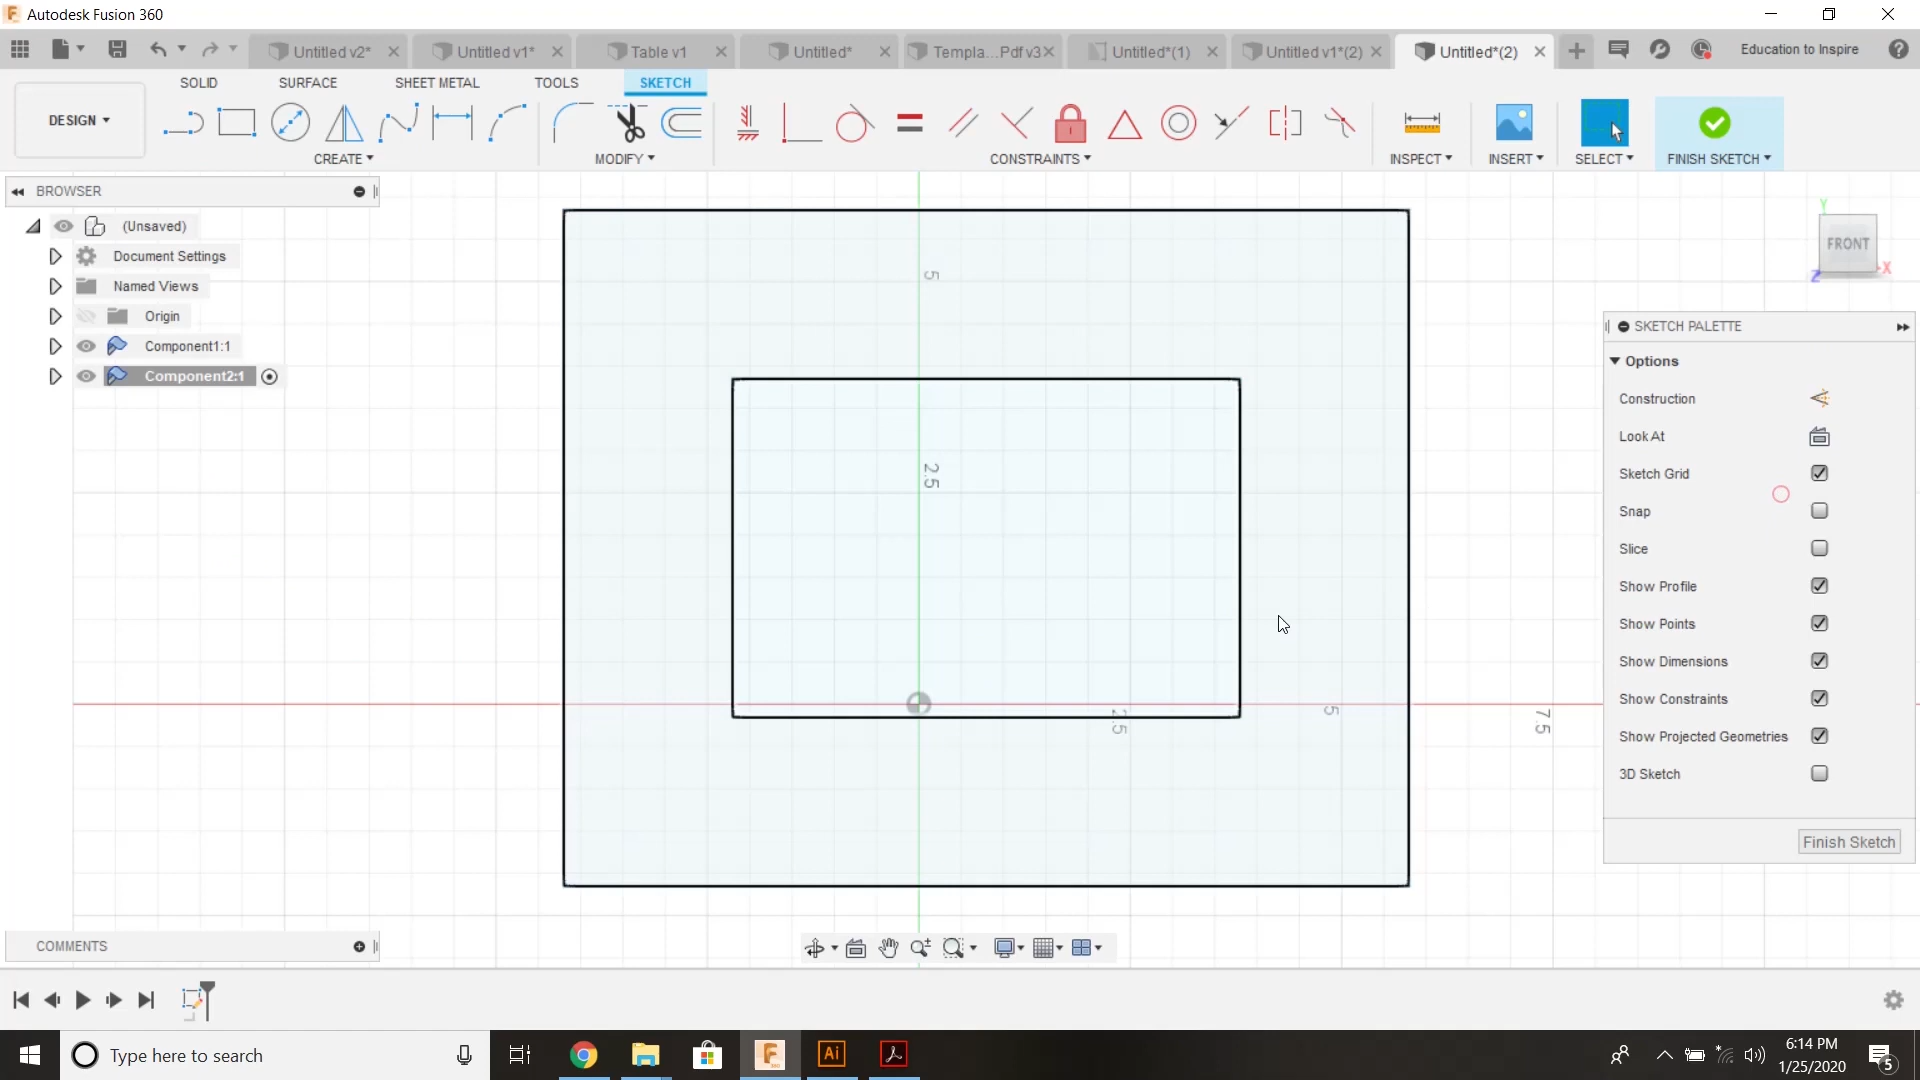 Autodesk Fusion 360
Untitled v2*
Untitled v1*
Table v1
Untitled*
Templa...Pdf v3
Untitled*(1)
Untitled v1*(2)
Untitled*(2)
Education to Inspire
SOLID
SURFACE
SHEET METAL
TOOLS
SKETCH
DESIGN
CREATE
MODIFY
CONSTRAINTS
INSPECT
INSERT
SELECT
FINISH SKETCH
BROWSER
(Unsaved)
Document Settings
Named Views
Origin
Component1:1
Component2:1
5
2.5
2.5
5
7.5
Y
FRONT
X
Z
SKETCH PALETTE
Options
Construction
Look At
Sketch Grid
Snap
Slice
Show Profile
Show Points
Show Dimensions
Show Constraints
Show Projected Geometries
3D Sketch
Finish Sketch
COMMENTS
Type here to search
Ai
6:14 PM
1/25/2020
5